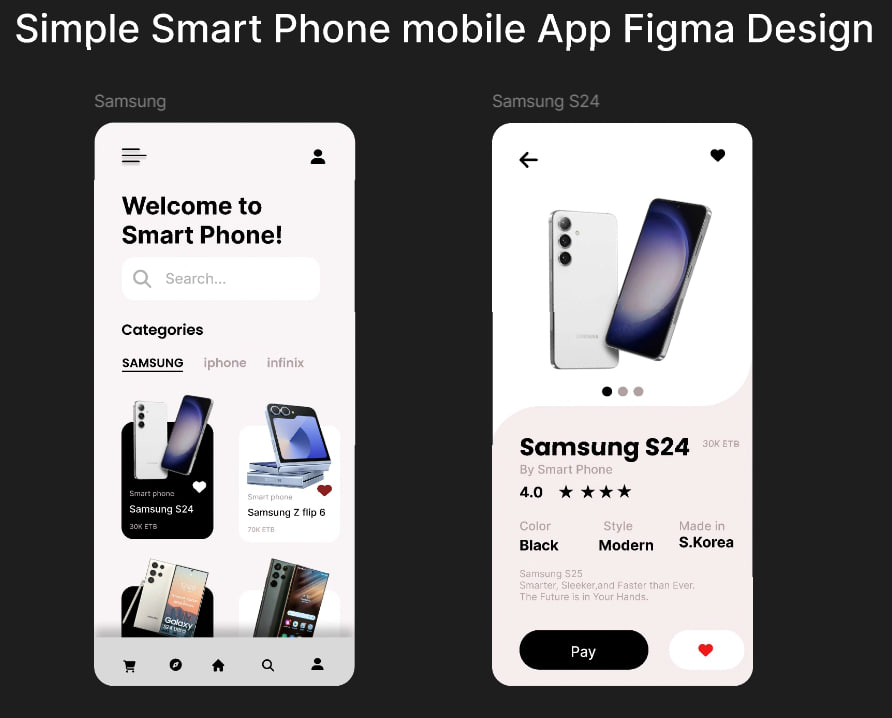 Simple Smart Phone mobile App Figma Design
Samsung
Welcome to
Smart Phone!
Search...
Categories
SAMSUNG iphone infinix
Smart phone
Samsung S24
30K ETB
Smart phone
Samsung Z flip 6
70K ETB
Galaxy
S24 Ultra
Samsung S24
Samsung S24 30K ETB
By Smart Phone
4.0 ★ ★ ★ ★
Color Style Made in
Black Modern S.Korea
Samsung S25
Smarter, Sleeker,and Faster than Ever.
The Future is in Your Hands.
Pay